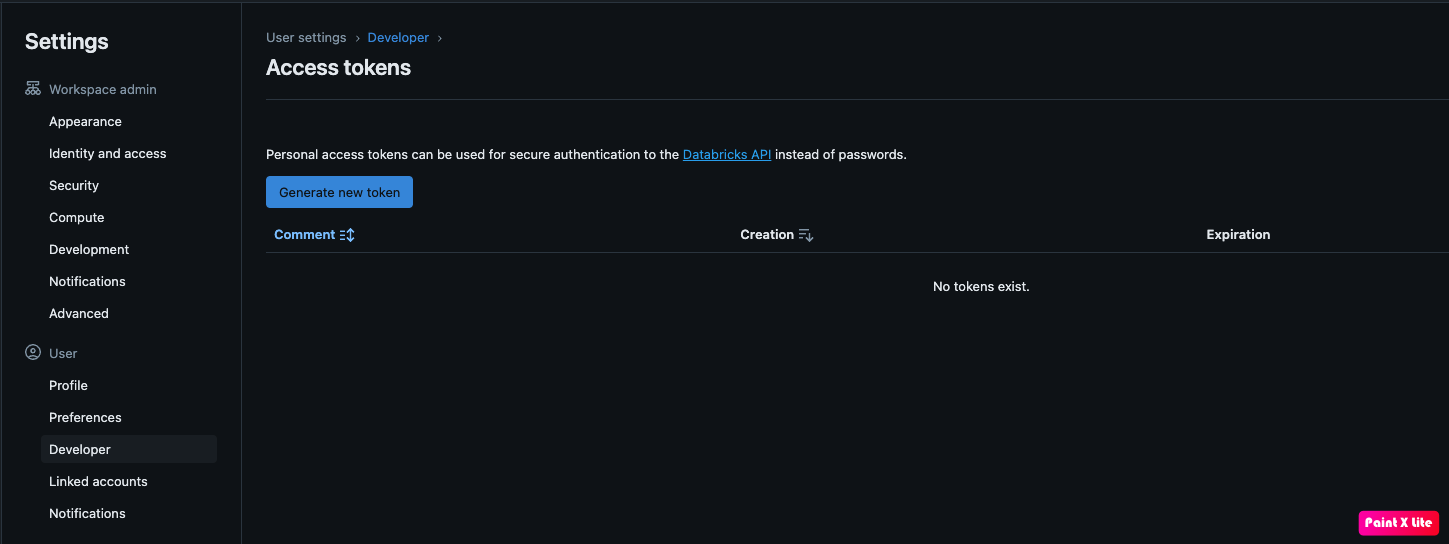 Settings
Workspace admin
Appearance
Identity and access
Security
Compute
Development
Notifications
Advanced
User
Profile
Preferences
Developer
Linked accounts
Notifications
User settings › Developer ›
Access tokens
Personal access tokens can be used for secure authentication to the Databricks API instead of passwords.
Generate new token
Comment Creation Expiration
No tokens exist.
Paint X Lite